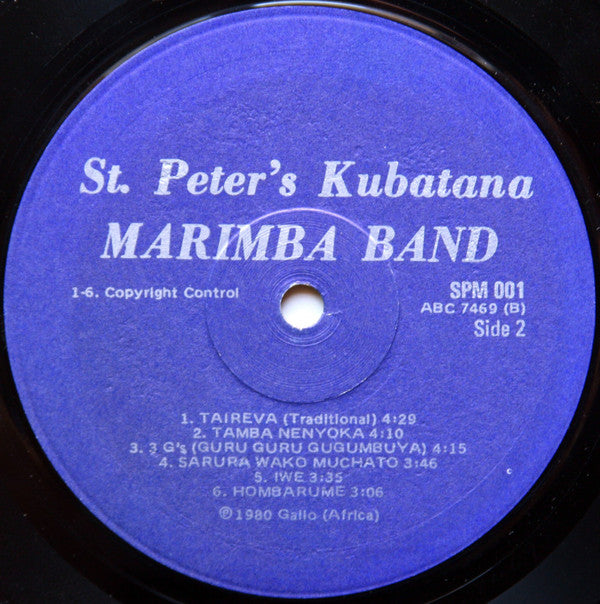 St. Peter's Kubatana
MARIMBA BAND
1-6. Copyright Control
SPM 001
ABC 7469 (B)
Side 2
1. TAIREVA (Traditional) 4:29
2. TAMBA NENYOKA 4:10
3. 3 G's (GURU GURU GUGUMBUYA) 4:15
4. SARURA WAKO MUCHATO 3:46
5. IWE 3:35
6. HOMBARUME 3:06
℗1980 Gallo (Africa)